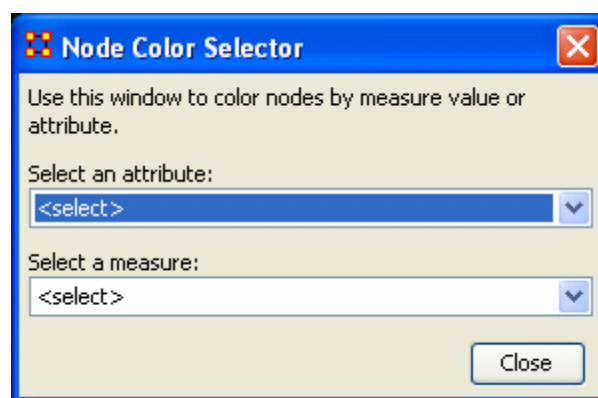 Node Color Selector
Use this window to color nodes by measure value or
attribute.
Select an attribute:
<select>
Select a measure:
<select>
Close